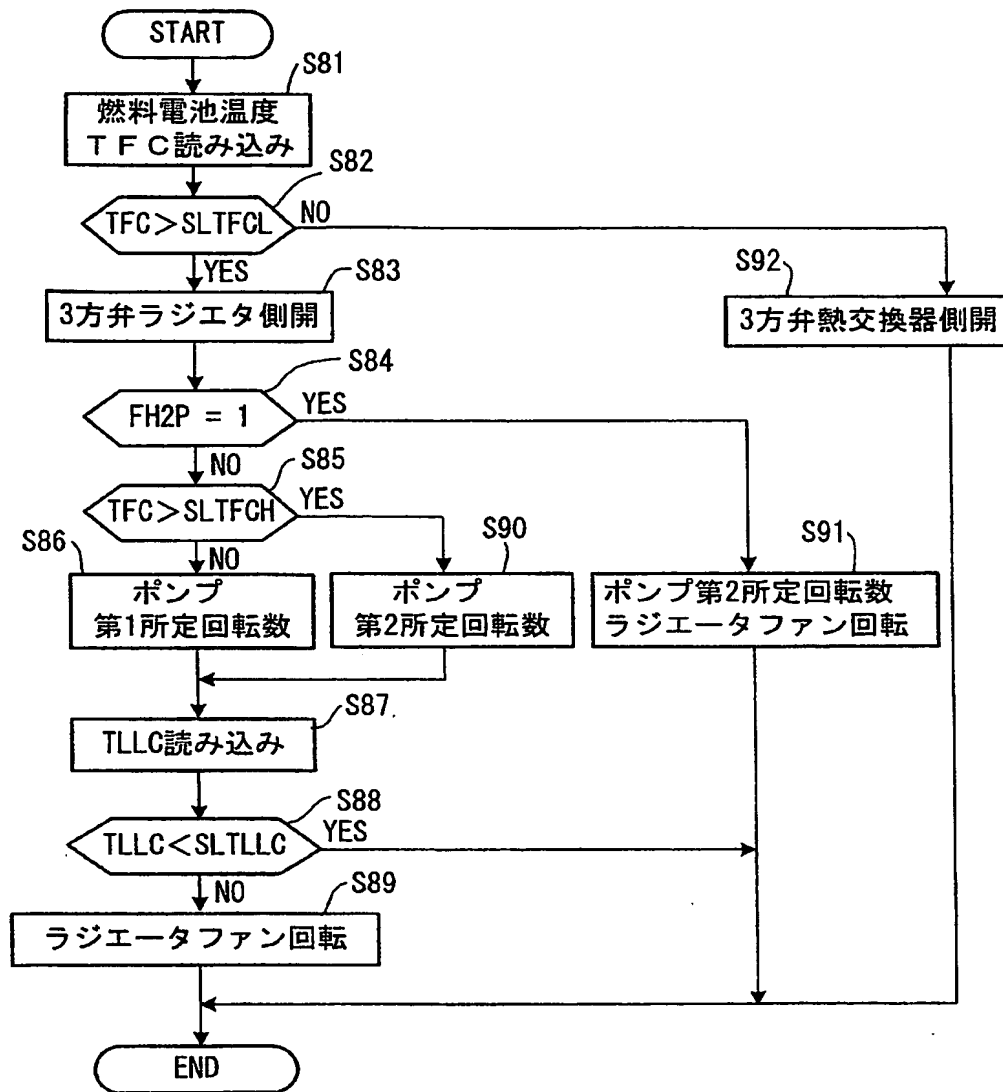 START
S81
燃料電池温度
TFC読み込み
S82
TFC>SLTFCL
NO
YES
S83
3方弁ラジエタ側開
S92
3方弁熱交換器側開
S84
FH2P = 1
YES
NO
S85
TFC>SLTFCH
YES
NO
S86
ポンプ
第1所定回転数
S90
ポンプ
第2所定回転数
S91
ポンプ第2所定回転数
ラジエータファン回転
S87
TLLC読み込み
S88
TLLC<SLTLLC
YES
NO
S89
ラジエータファン回転
END